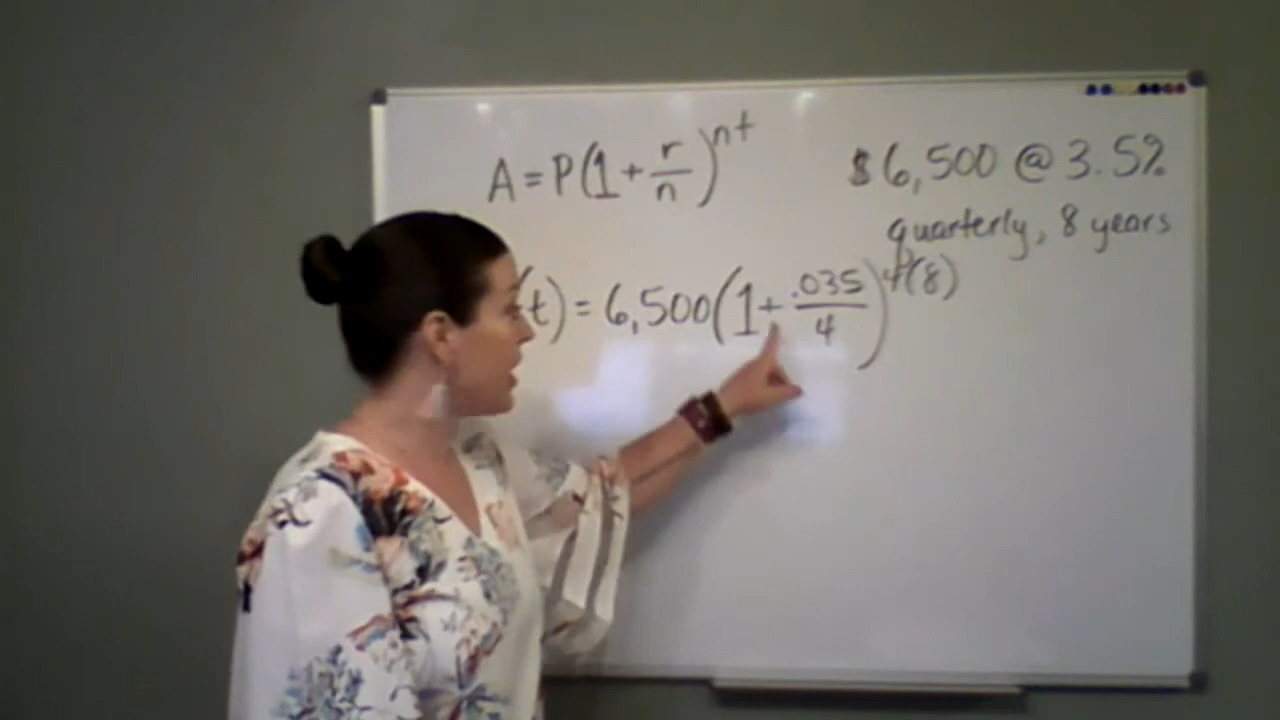 A = P(1 + r/n)^nt
$6,500 @ 3.5%
quarterly, 8 years
(t) = 6,500(1 + .035/4)^4(8)